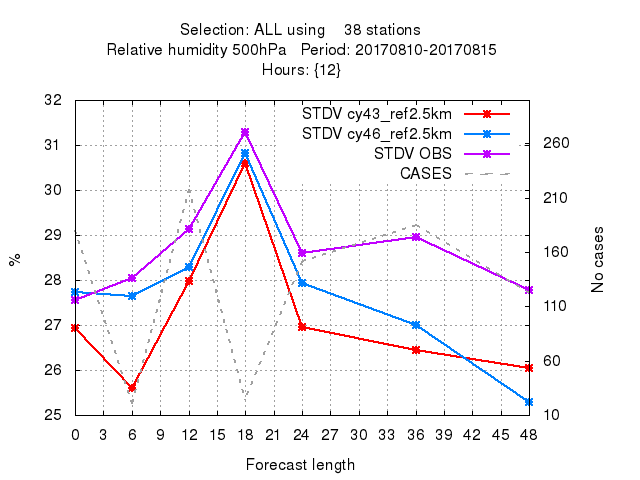 Selection: ALL using    38 stations
Relative humidity 500hPa   Period: 20170810-20170815
Hours: {12}
STDV cy43_ref2.5km
STDV cy46_ref2.5km
STDV OBS
CASES
32
31
30
29
28
27
26
25
%
260
210
160
110
60
10
No cases
0 3 6 9 12 15 18 21 24 27 30 33 36 39 42 45 48
Forecast length